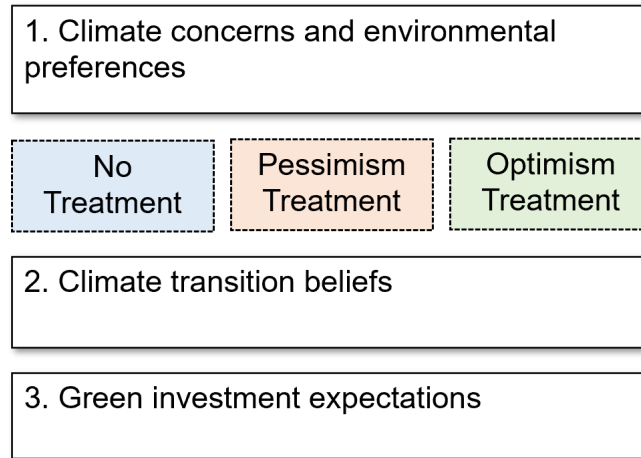 1. Climate concerns and environmental
preferences
No
Treatment
Pessimism
Treatment
Optimism
Treatment
2. Climate transition beliefs
3. Green investment expectations